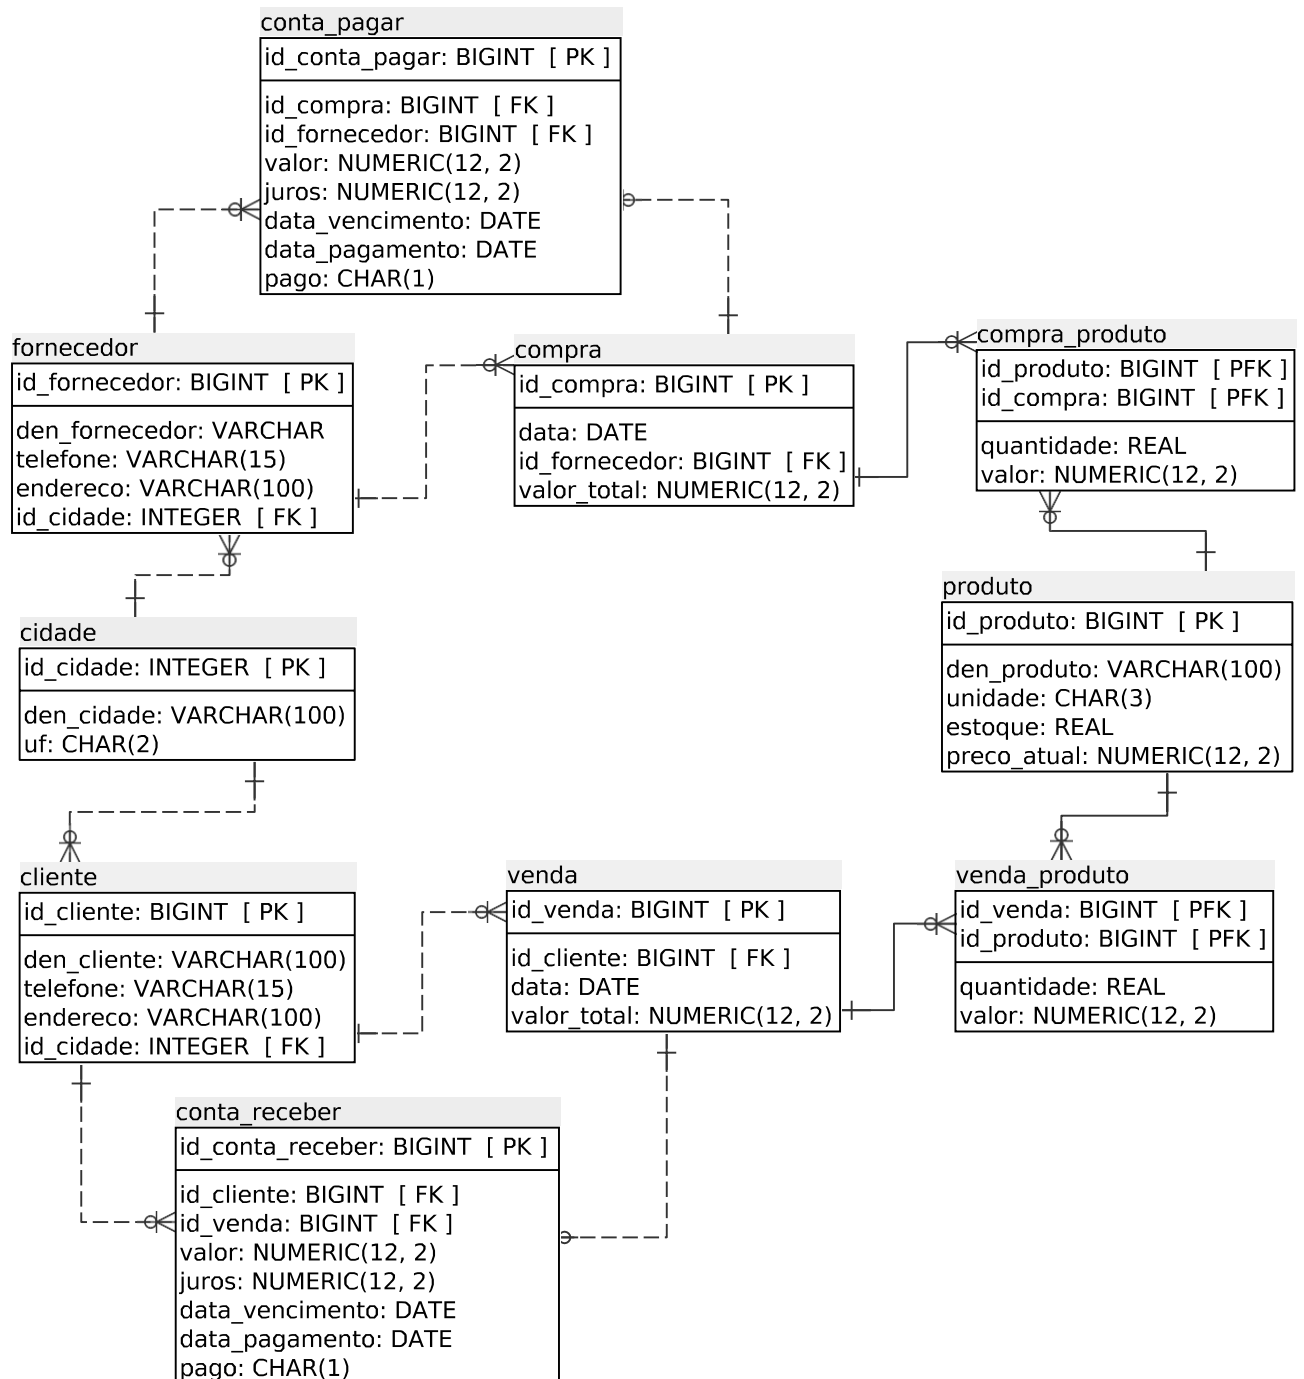 conta_pagar
id_conta_pagar: BIGINT [ PK ]
id_compra: BIGINT [ FK ]
id_fornecedor: BIGINT [ FK ]
valor: NUMERIC(12, 2)
juros: NUMERIC(12, 2)
data_vencimento: DATE
data_pagamento: DATE
pago: CHAR(1)
fornecedor
id_fornecedor: BIGINT [ PK ]
den_fornecedor: VARCHAR
telefone: VARCHAR(15)
endereco: VARCHAR(100)
id_cidade: INTEGER [ FK ]
compra
id_compra: BIGINT [ PK ]
data: DATE
id_fornecedor: BIGINT [ FK ]
valor_total: NUMERIC(12, 2)
compra_produto
id_produto: BIGINT [ PFK ]
id_compra: BIGINT [ PFK ]
quantidade: REAL
valor: NUMERIC(12, 2)
cidade
id_cidade: INTEGER [ PK ]
den_cidade: VARCHAR(100)
uf: CHAR(2)
produto
id_produto: BIGINT [ PK ]
den_produto: VARCHAR(100)
unidade: CHAR(3)
estoque: REAL
preco_atual: NUMERIC(12, 2)
cliente
id_cliente: BIGINT [ PK ]
den_cliente: VARCHAR(100)
telefone: VARCHAR(15)
endereco: VARCHAR(100)
id_cidade: INTEGER [ FK ]
venda
id_venda: BIGINT [ PK ]
id_cliente: BIGINT [ FK ]
data: DATE
valor_total: NUMERIC(12, 2)
venda_produto
id_venda: BIGINT [ PFK ]
id_produto: BIGINT [ PFK ]
quantidade: REAL
valor: NUMERIC(12, 2)
conta_receber
id_conta_receber: BIGINT [ PK ]
id_cliente: BIGINT [ FK ]
id_venda: BIGINT [ FK ]
valor: NUMERIC(12, 2)
juros: NUMERIC(12, 2)
data_vencimento: DATE
data_pagamento: DATE
pago: CHAR(1)